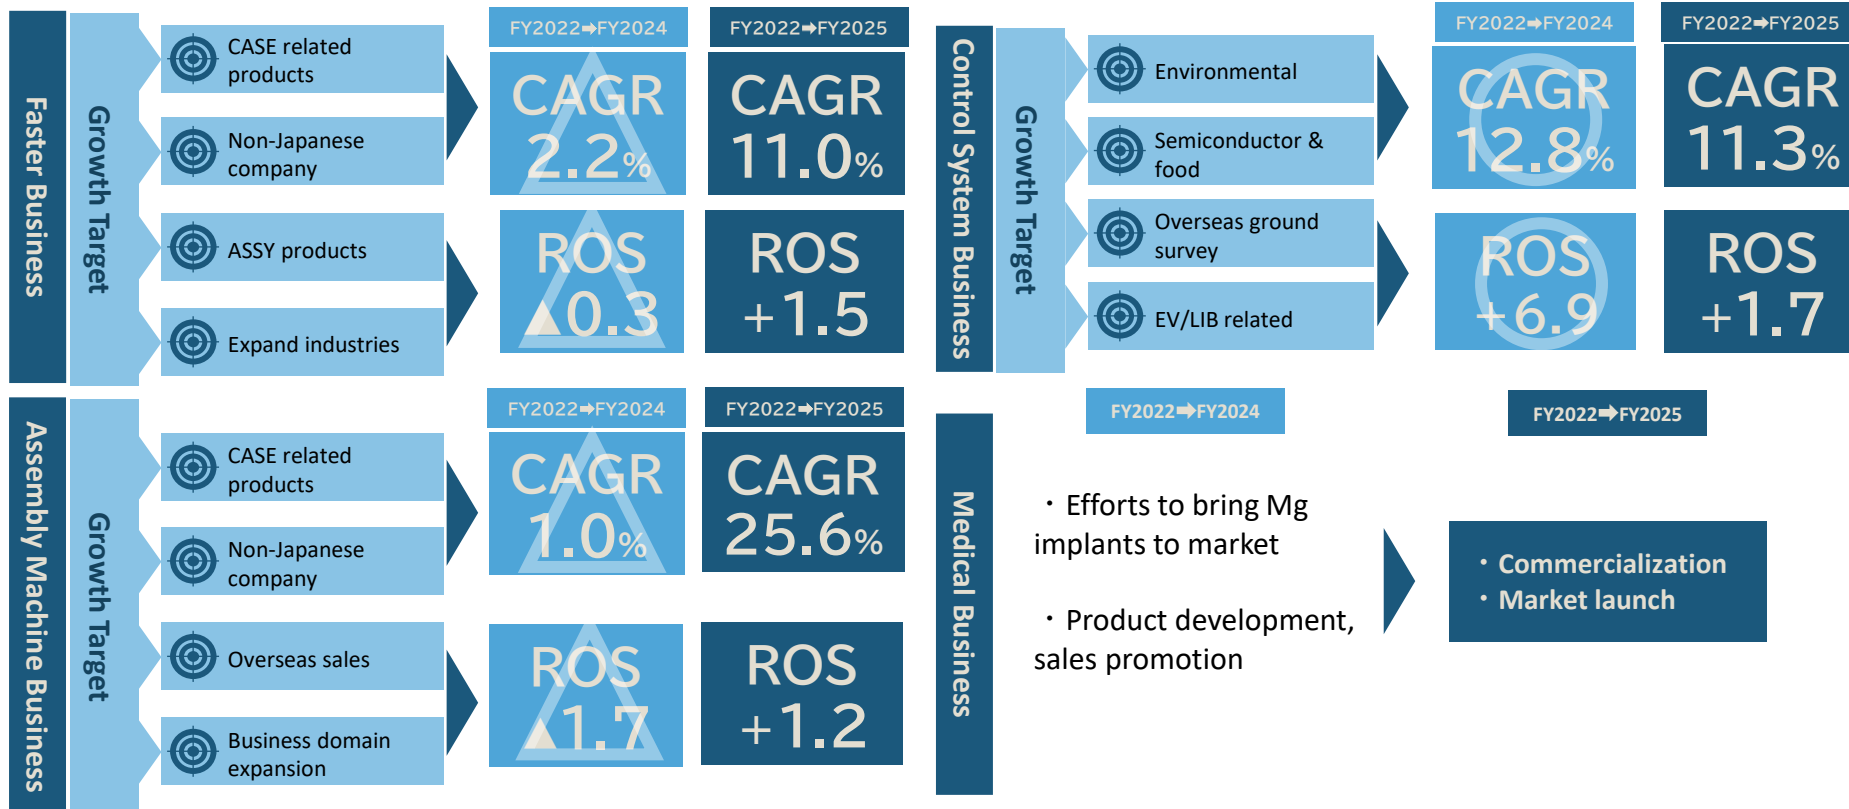 Faster Business
Growth Target
CASE related
products
Non-Japanese
company
ASSY products
Expand industries
FY2022➡FY2024
CAGR
2.2%
ROS
▲0.3
FY2022➡FY2025
CAGR
11.0%
ROS
+1.5
Control System Business
Growth Target
Environmental
Semiconductor &
food
Overseas ground
survey
EV/LIB related
FY2022➡FY2024
CAGR
12.8%
ROS
+6.9
FY2022➡FY2025
CAGR
11.3%
ROS
+1.7
Assembly Machine Business
Growth Target
CASE related
products
Non-Japanese
company
Overseas sales
Business domain
expansion
FY2022➡FY2024
CAGR
1.0%
ROS
▲1.7
FY2022➡FY2025
CAGR
25.6%
ROS
+1.2
Medical Business
FY2022➡FY2024
・Efforts to bring Mg
implants to market
・Product development,
sales promotion
FY2022➡FY2025
・Commercialization
・Market launch